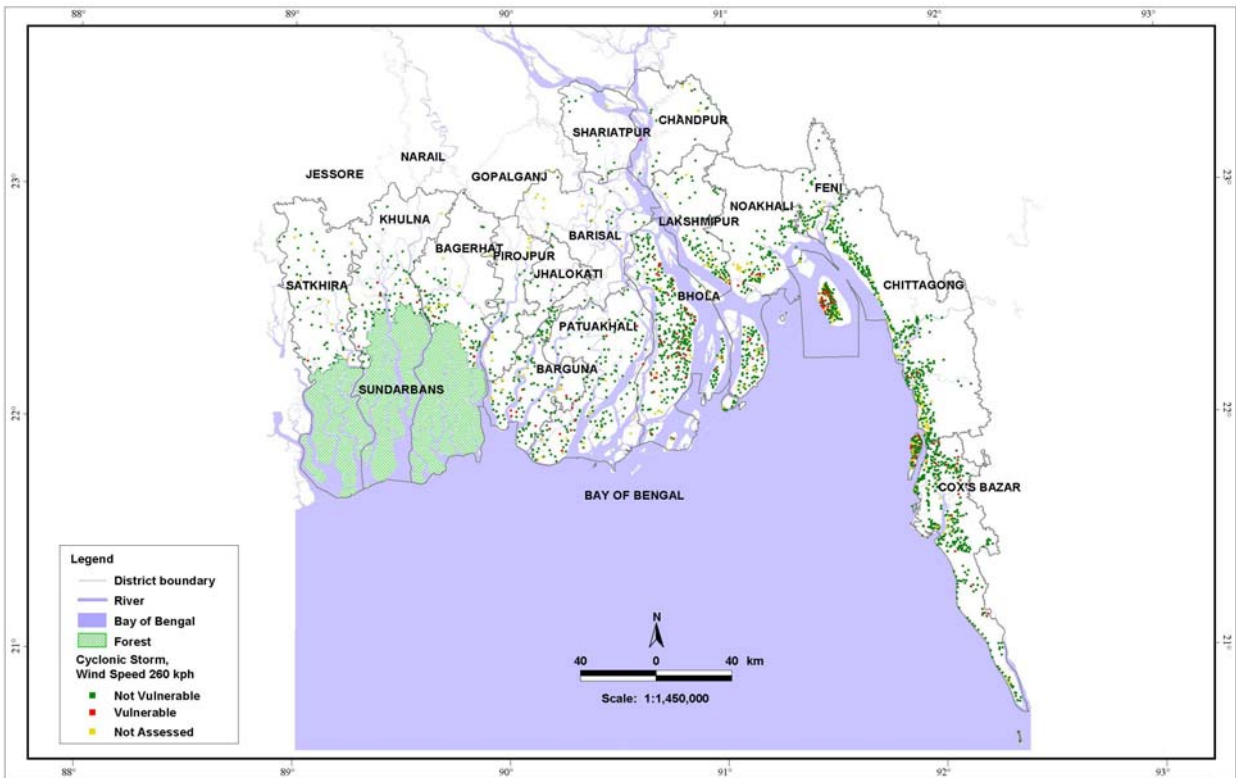 88° 89° 90° 91° 92° 93°
SHARIATPUR
CHANDPUR
NARAIL
JESSORE
GOPALGANJ
23°
FENI
23°
KHULNA
LAKSHMIPUR
NOAKHALI
BARISAL
BAGERHAT
PIROJPUR
JHALOKATI
SATKHIRA
CHITTAGONG
BHOLA
PATUAKHALI
BARGUNA
SUNDARBANS
22°
22°
COX'S BAZAR
BAY OF BENGAL
Legend
District boundary
River
Bay of Bengal
Forest
Cyclonic Storm,
Wind Speed 260 kph
Not Vulnerable
Vulnerable
Not Assessed
N
40 0 40 km
Scale: 1:1,450,000
21°
21°
88° 89° 90° 91° 92° 93°